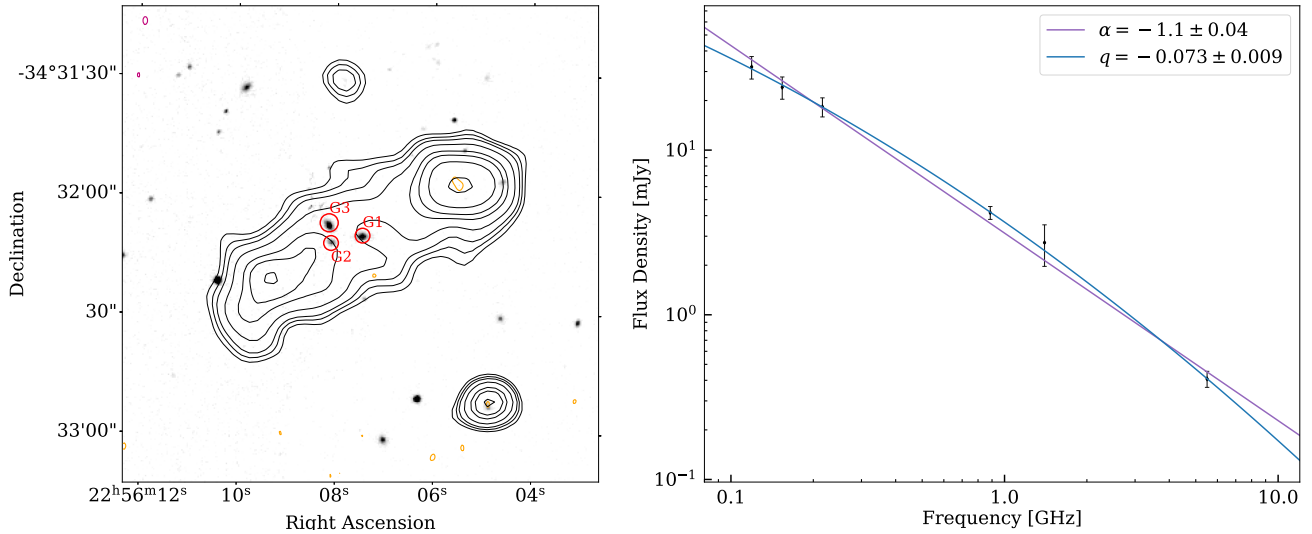 -34°31'30"
32'00"
30"
33'00"
Declination
G3
G1
G2
22ʰ56ᵐ12ˢ 10ˢ 08ˢ 06ˢ 04ˢ
Right Ascension
α = −1.1 ± 0.04
q = −0.073 ± 0.009
10¹
10⁰
10⁻¹
Flux Density [mJy]
0.1 1.0 10.0
Frequency [GHz]